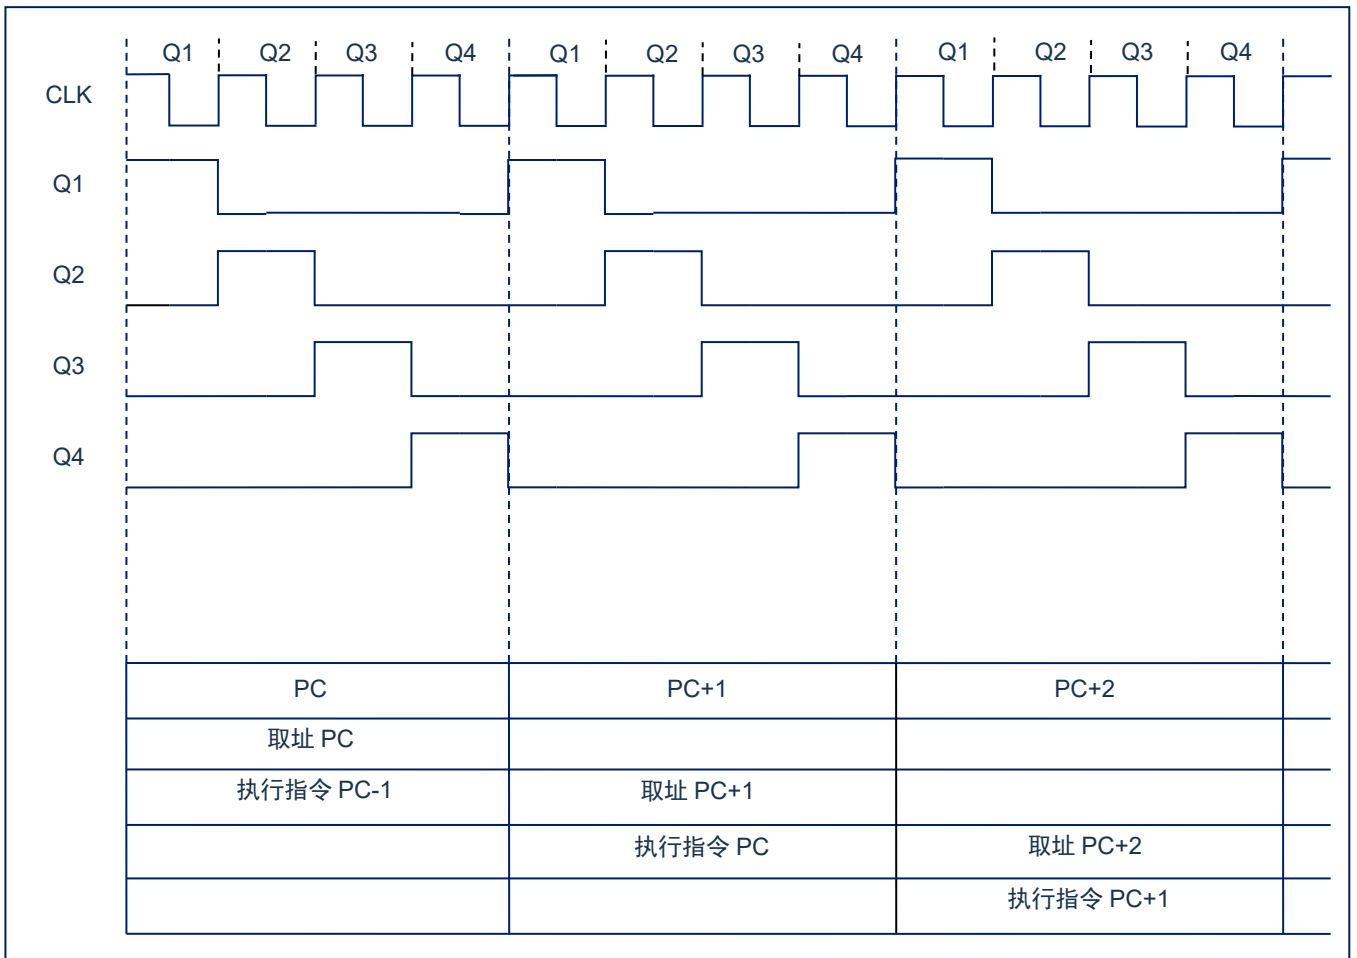 Q1 Q2 Q3 Q4 Q1 Q2 Q3 Q4 Q1 Q2 Q3 Q4
CLK
Q1
Q2
Q3
Q4
PC PC+1 PC+2
取址 PC
执行指令 PC-1 取址 PC+1
执行指令 PC 取址 PC+2
执行指令 PC+1